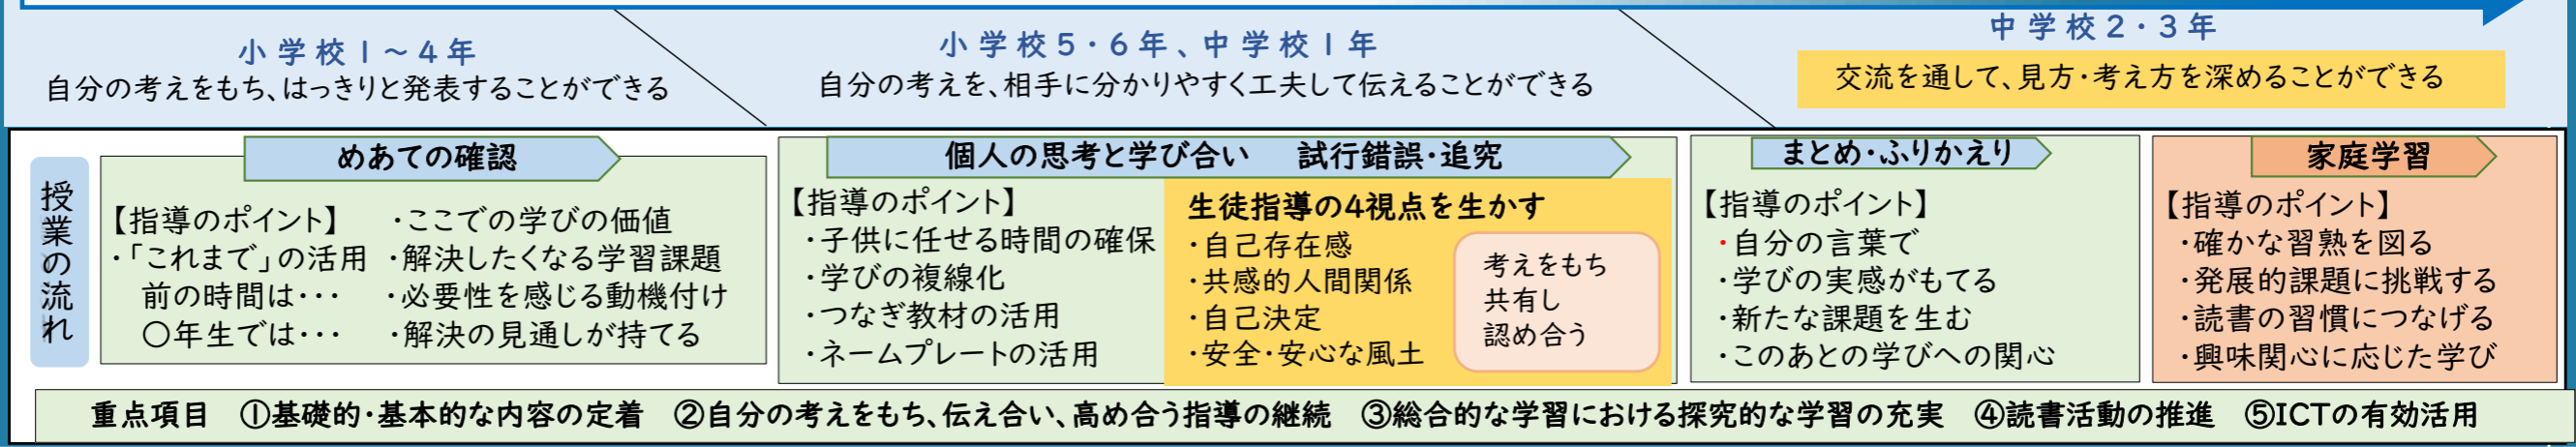 小学校1～4年
自分の考えをもち、はっきりと発表することができる
小学校5・6年、中学校1年
自分の考えを、相手に分かりやすく工夫して伝えることができる
中学校2・3年
交流を通して、見方・考え方を深めることができる
授業の流れ
めあての確認
【指導のポイント】
・「これまで」の活用
前の時間は・・・
〇年生では・・・
・ここでの学びの価値
・解決したくなる学習課題
・必要性を感じる動機付け
・解決の見通しが持てる
個人の思考と学び合い　試行錯誤・追究
【指導のポイント】
・子供に任せる時間の確保
・学びの複線化
・つなぎ教材の活用
・ネームプレートの活用
生徒指導の4視点を生かす
・自己存在感
・共感的人間関係
・自己決定
・安全・安心な風土
考えをもち
共有し
認め合う
まとめ・ふりかえり
【指導のポイント】
・自分の言葉で
・学びの実感がもてる
・新たな課題を生む
・このあとの学びへの関心
家庭学習
【指導のポイント】
・確かな習熟を図る
・発展的課題に挑戦する
・読書の習慣につなげる
・興味関心に応じた学び
重点項目　①基礎的・基本的な内容の定着　②自分の考えをもち、伝え合い、高め合う指導の継続　③総合的な学習における探究的な学習の充実　④読書活動の推進　⑤ICTの有効活用